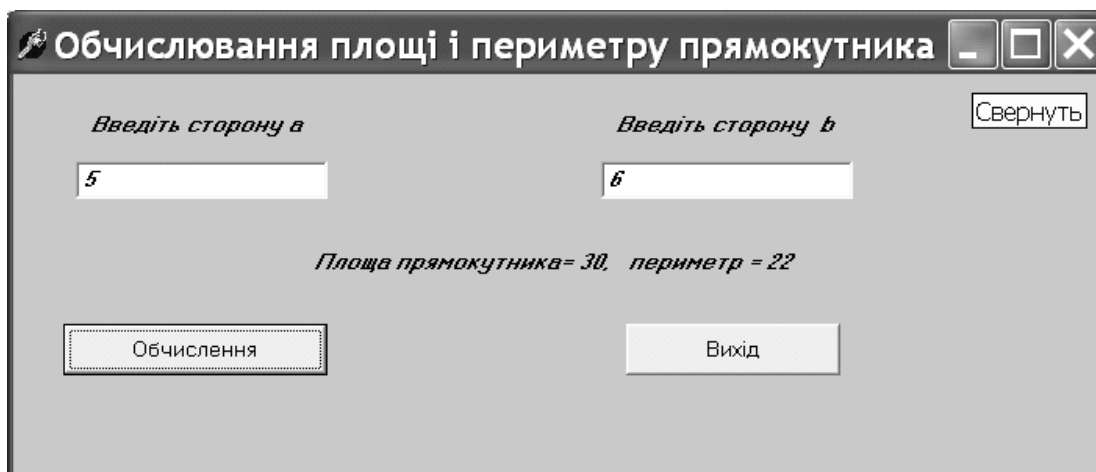 Обчислювання площі і периметру прямокутника
Свернуть
Введіть сторону a
Введіть сторону b
5
6
Площа прямокутника= 30, периметр = 22
Обчислення
Вихід